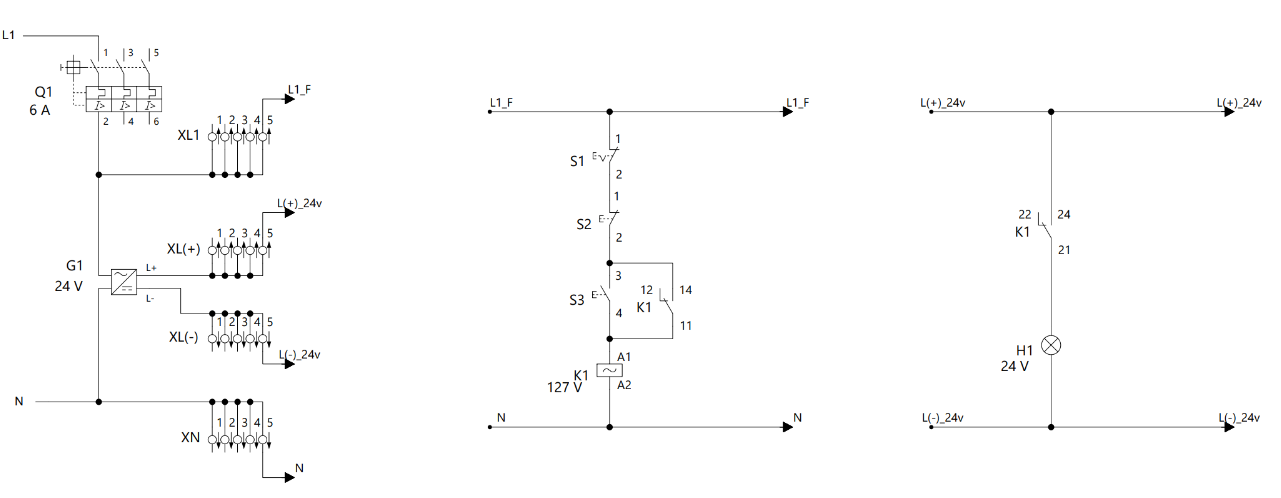 L1
1 3 5
Q1
6 A
2 4 6
L1_F
XL1
1 2 3 4 5
L(+)_24v
XL(+)
1 2 3 4 5
G1
24 V
L+
L-
XL(-)
1 2 3 4 5
L(-)_24v
N
XN
1 2 3 4 5
N
L1_F
L1_F
1
S1
2
1
S2
2
3
S3
4
12
14
K1
11
A1
K1
127 V
A2
N
N
L(+)_24v
L(+)_24v
22
24
K1
21
H1
24 V
L(-)_24v
L(-)_24v